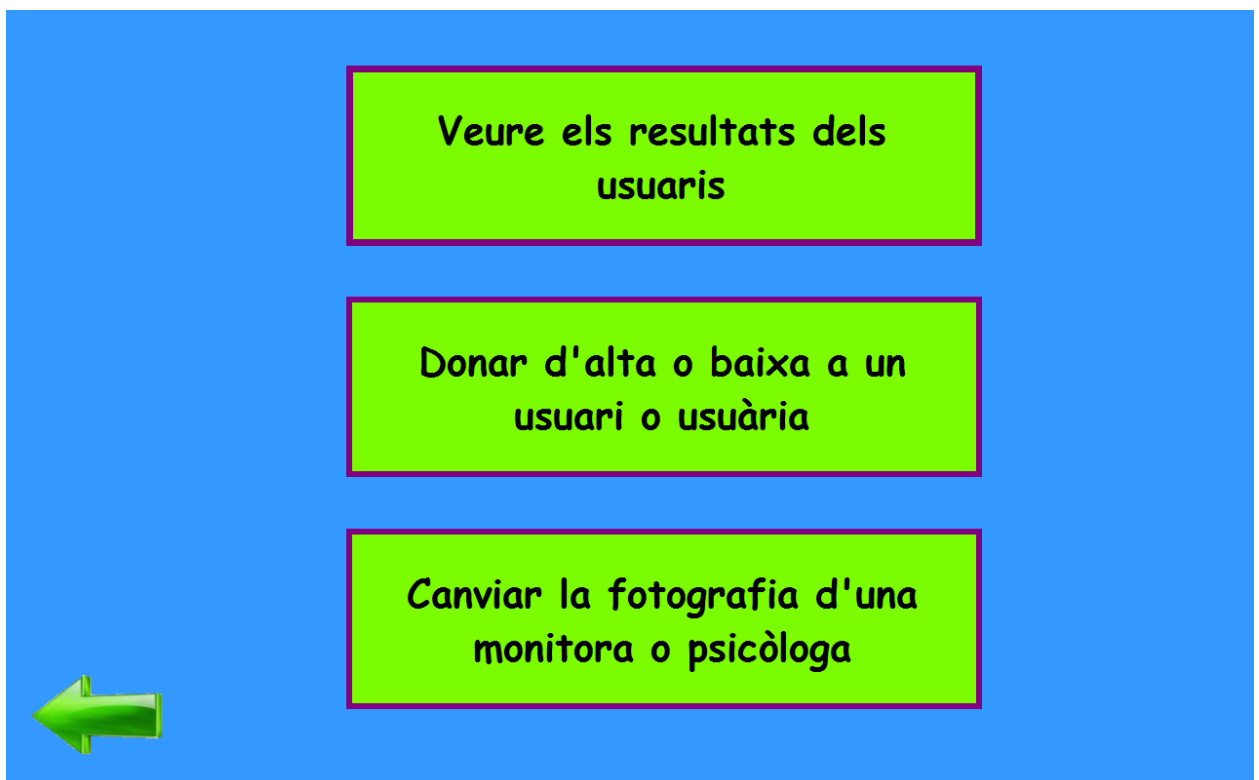 Veure els resultats dels
usuaris
Donar d'alta o baixa a un
usuari o usuària
Canviar la fotografia d'una
monitora o psicòloga